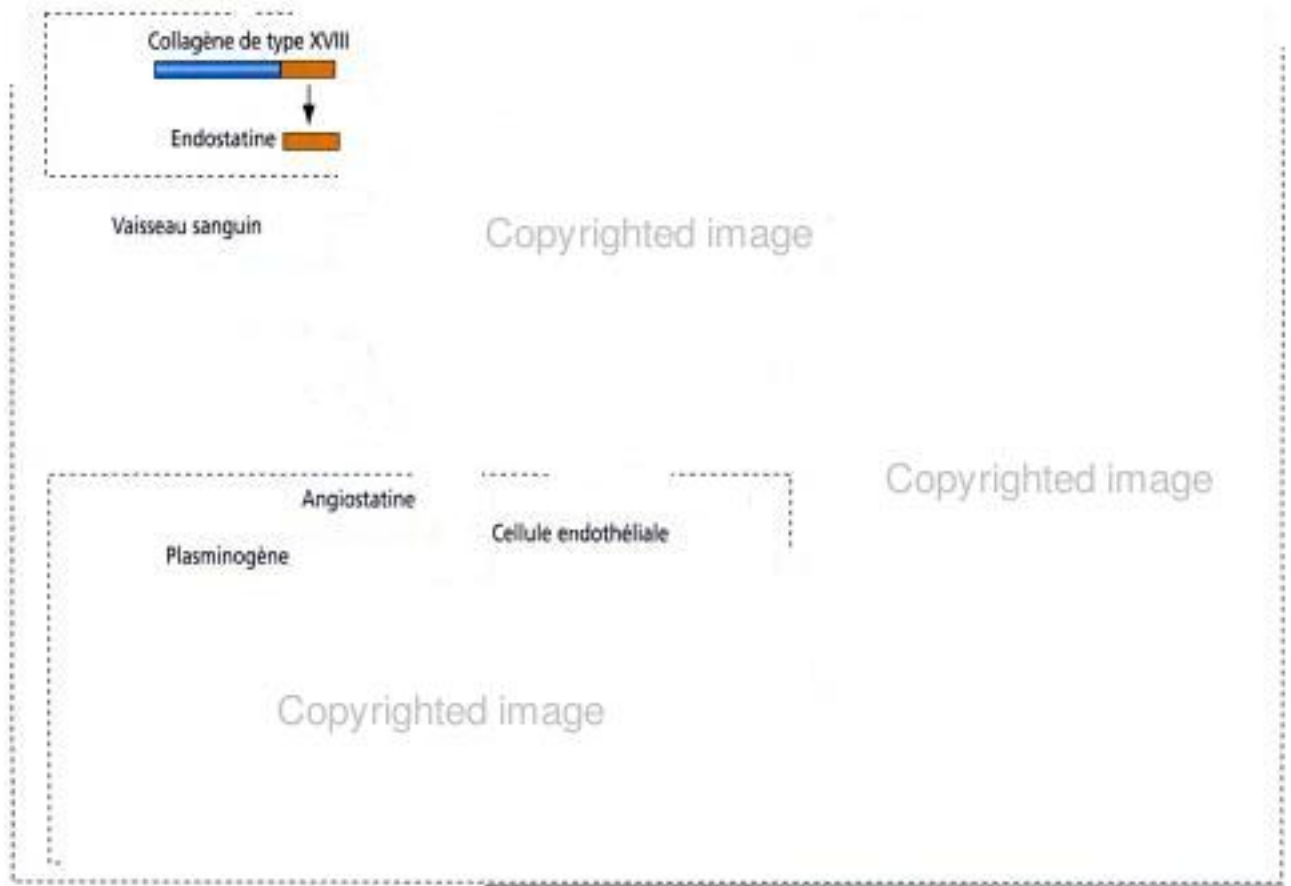 Collagène de type XVIII
Endostatine
Vaisseau sanguin
Copyrighted image
Copyrighted image
Angiostatine
Cellule endothéliale
Plasminogène
Copyrighted image